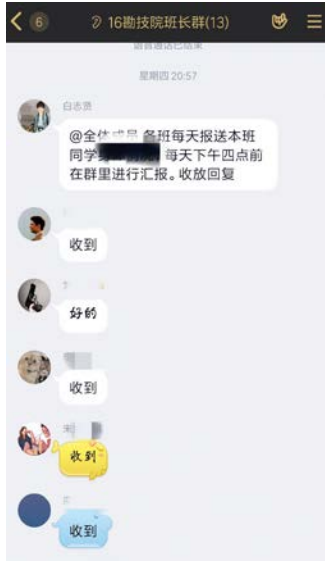 6
16勘技院班长群(13)
语音通话已结束
星期四 20:57
白志贤
@全体成员 各班每天报送本班
同学 每天下午四点前
在群里进行汇报。收放回复
收到
好的
收到
收到
收到